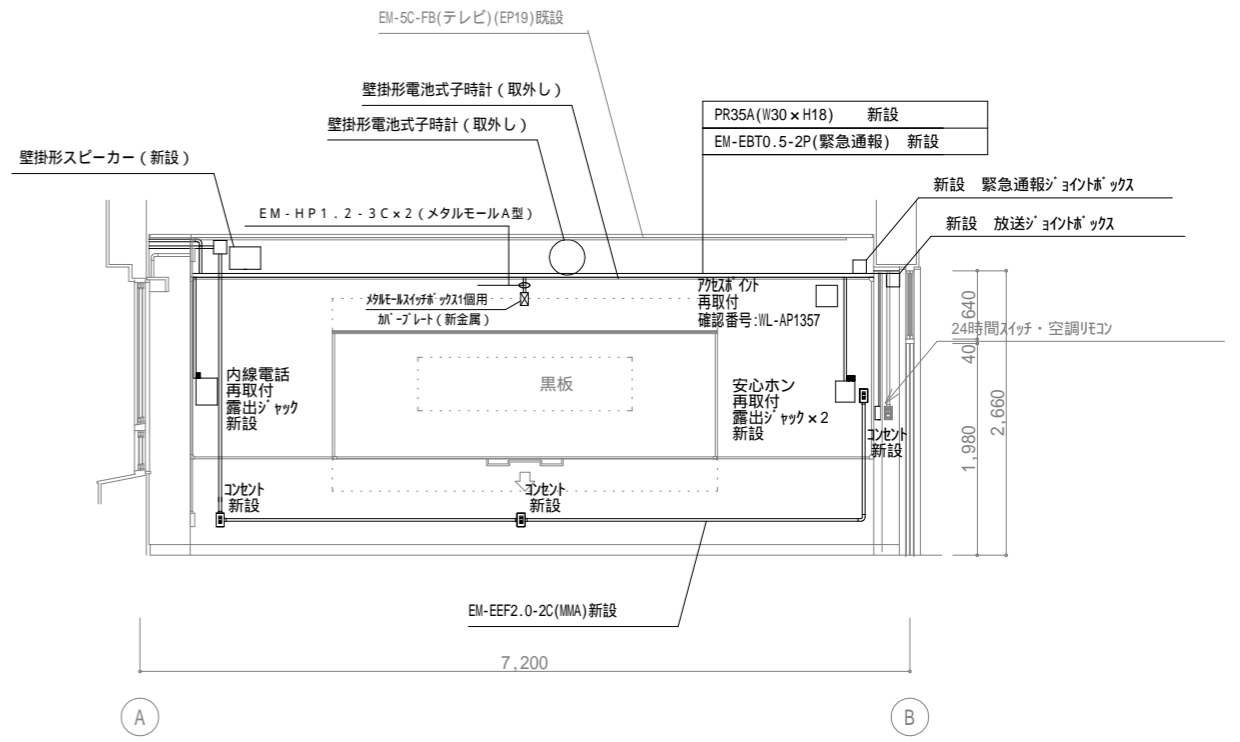 EM-5C-FB(テレビ)(EP19)既設
壁掛形電池式子時計(取外し)
壁掛形電池式子時計(取外し)
PR35A(W30×H18) 新設
EM-EBT0.5-2P(緊急通報) 新設
壁掛形スピーカー(新設)
新設 緊急通報ジョイントボックス
新設 放送ジョイントボックス
EM-HP1.2-3C×2(メタルモールA型)
メタルモールスイッチボックス1個用
カバープレート(新金属)
アクセスポイント
再取付
確認番号:WL-AP1357
640
24時間スイッチ・空調リモコン
40
2,660
1,980
内線電話
再取付
露出ジャック
新設
黒板
安心ホン
再取付
露出ジャック×2
新設
コンセント
新設
コンセント
新設
コンセント
新設
EM-EEF2.0-2C(MMA)新設
7,200
A
B